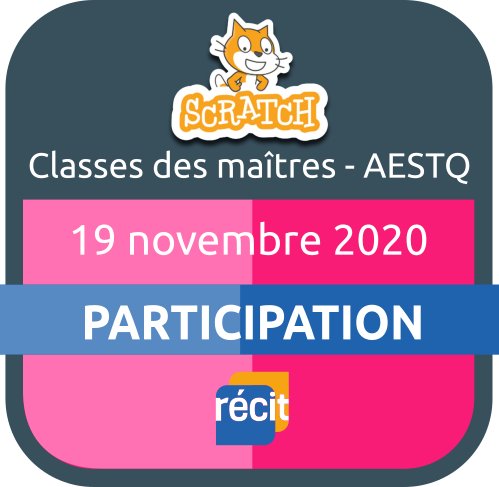 SCRATCH
Classes des maîtres - AESTQ
19 novembre 2020
PARTICIPATION
récit